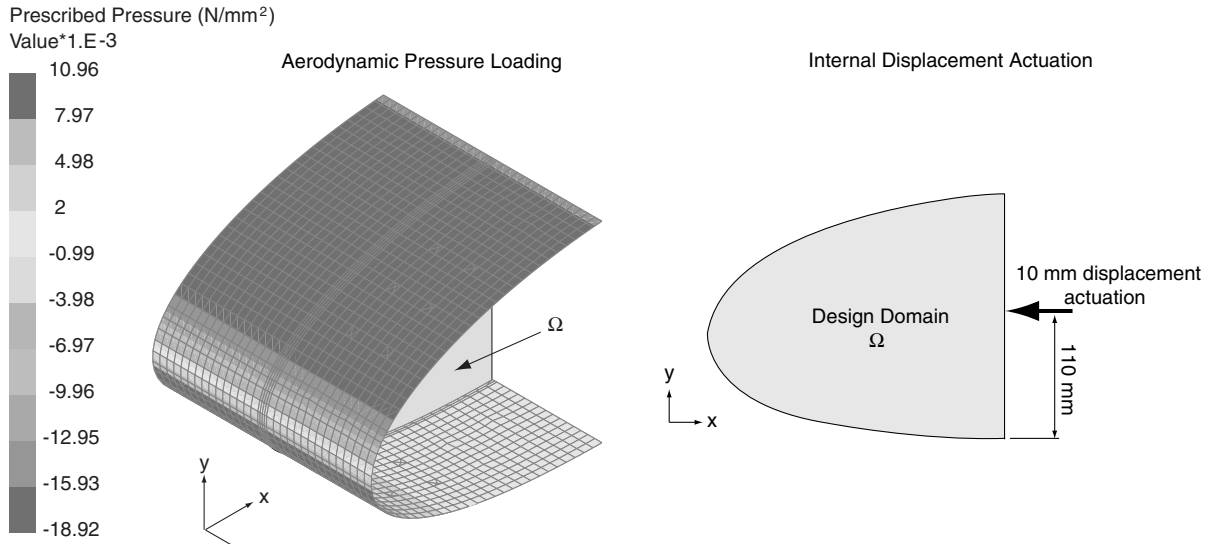 Prescribed Pressure (N/mm²)
Value*1.E-3
10.96
7.97
4.98
2
-0.99
-3.98
-6.97
-9.96
-12.95
-15.93
-18.92
Aerodynamic Pressure Loading
Ω
y
x
Internal Displacement Actuation
10 mm displacement
actuation
Design Domain
Ω
110 mm
y
x